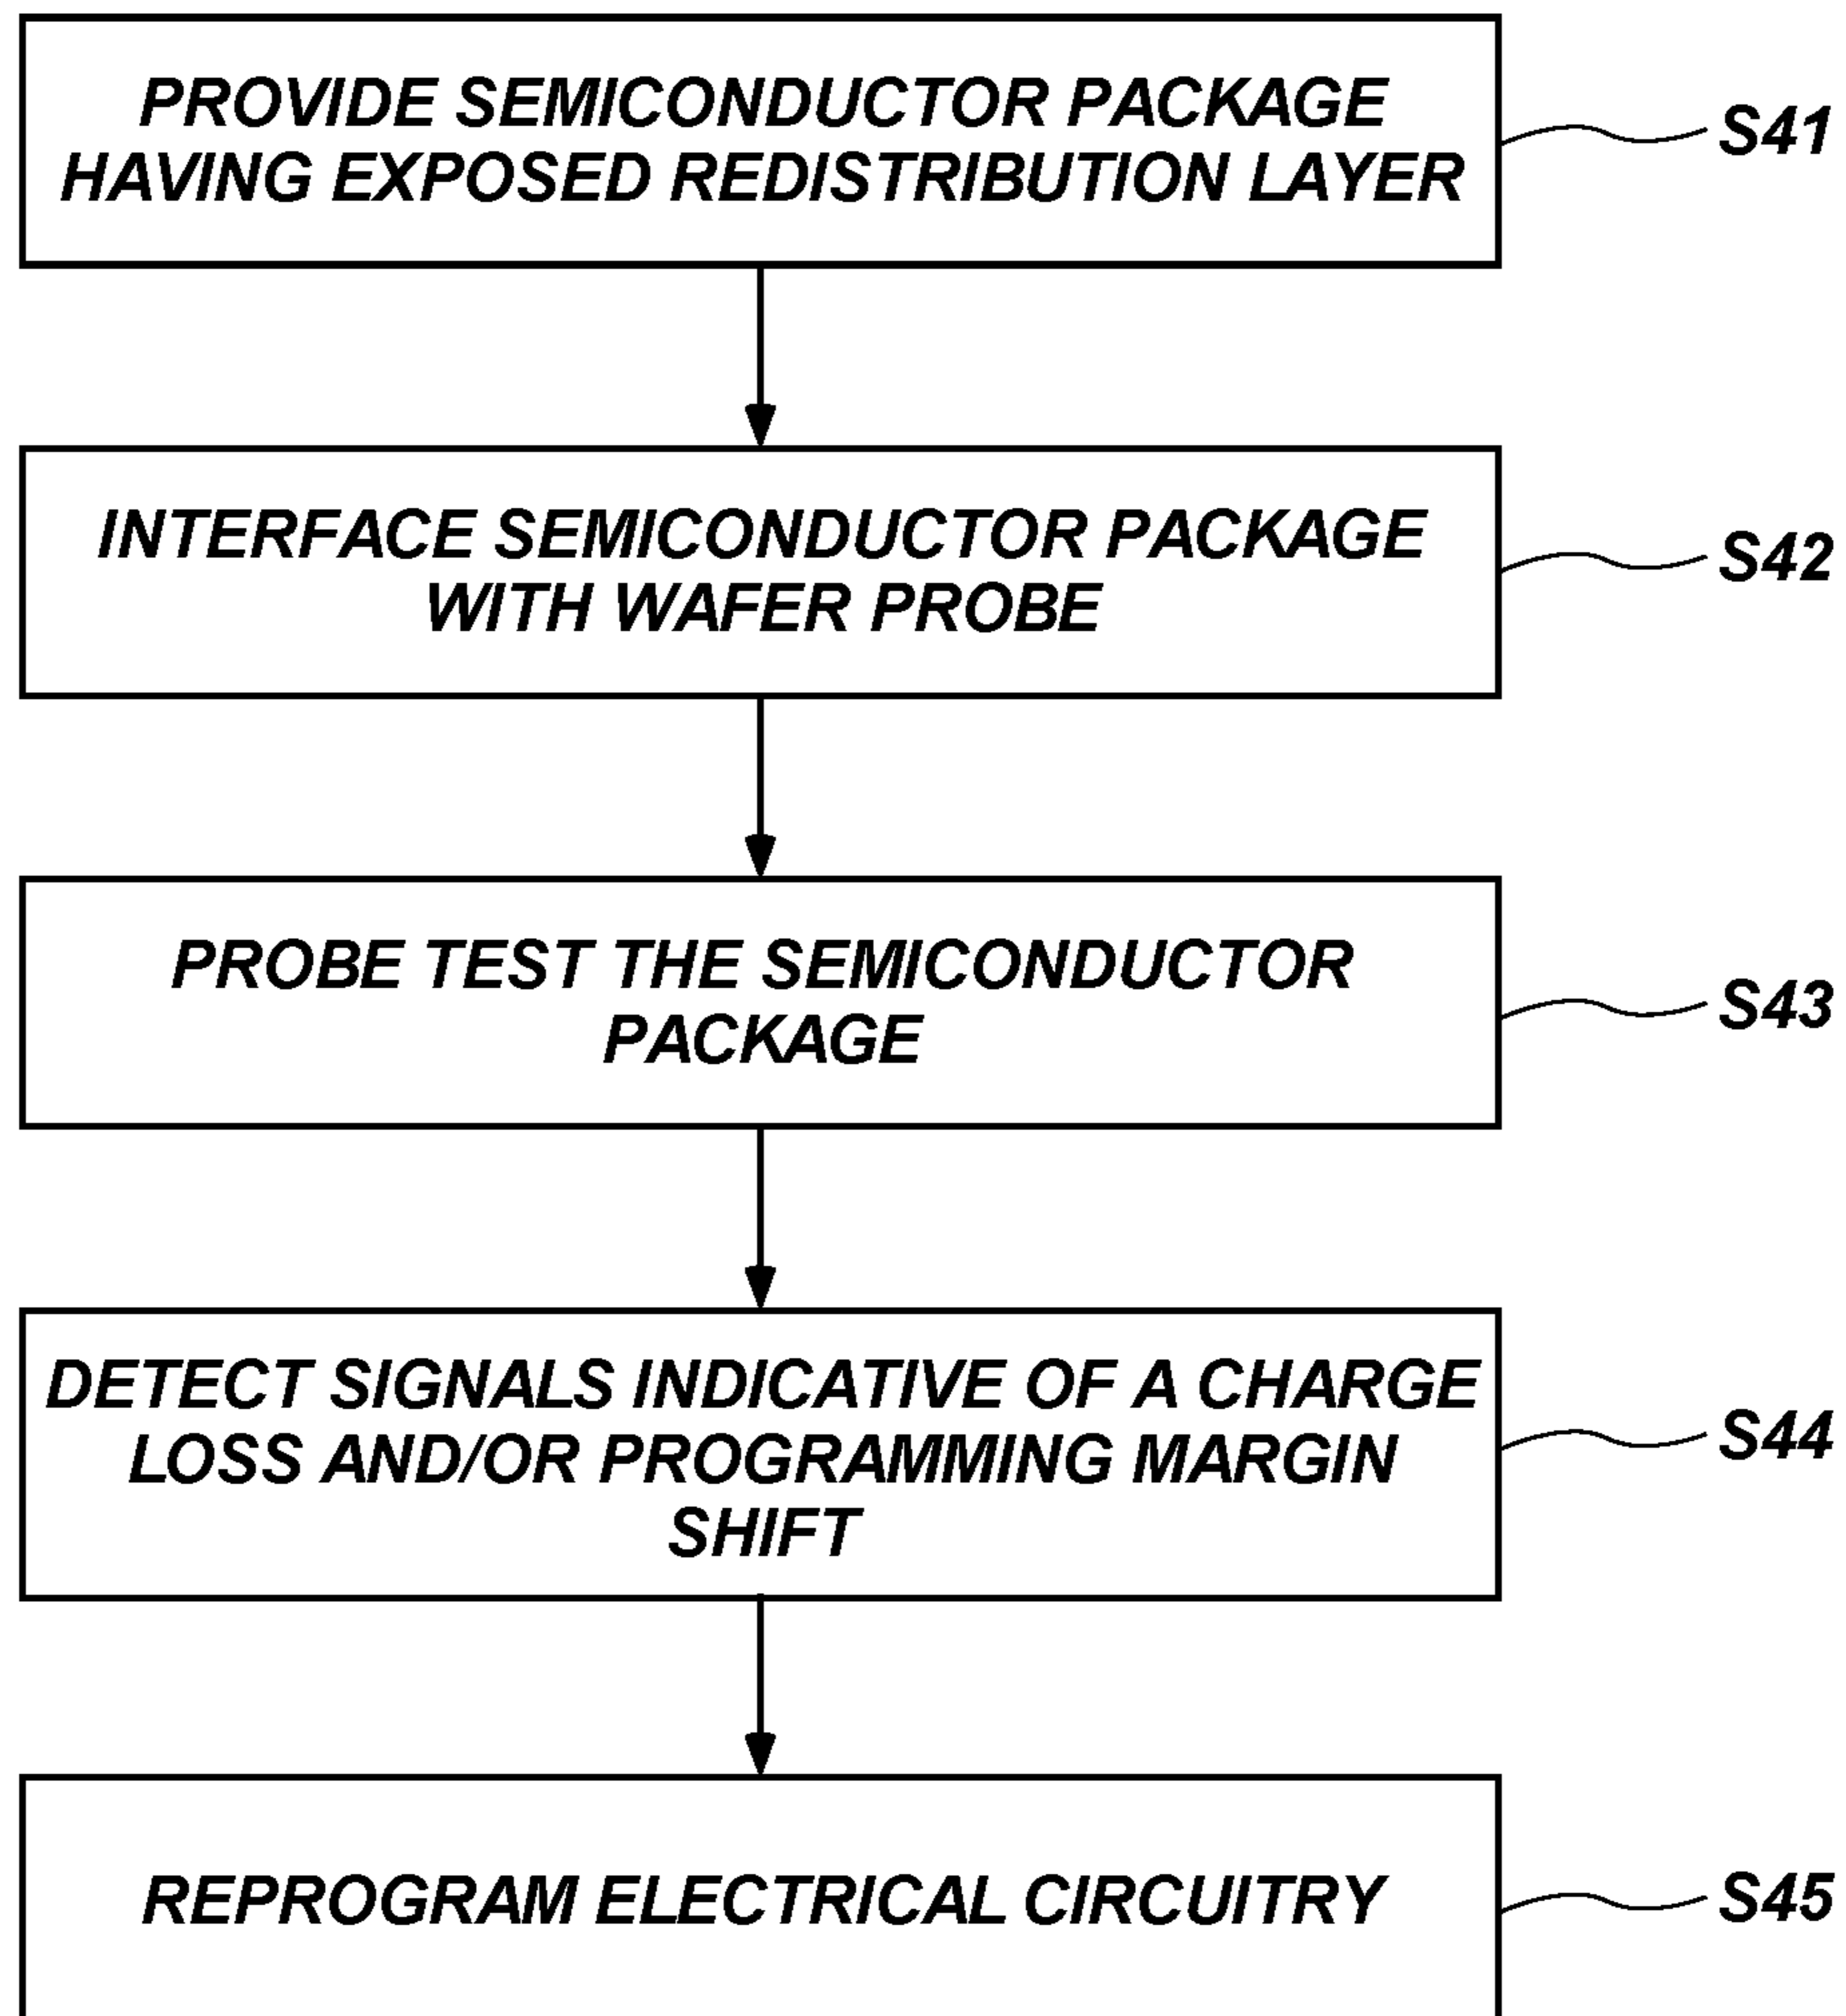 PROVIDE SEMICONDUCTOR PACKAGE
HAVING EXPOSED REDISTRIBUTION LAYER
S41
INTERFACE SEMICONDUCTOR PACKAGE
WITH WAFER PROBE
S42
PROBE TEST THE SEMICONDUCTOR
PACKAGE
S43
DETECT SIGNALS INDICATIVE OF A CHARGE
LOSS AND/OR PROGRAMMING MARGIN
SHIFT
S44
REPROGRAM ELECTRICAL CIRCUITRY
S45